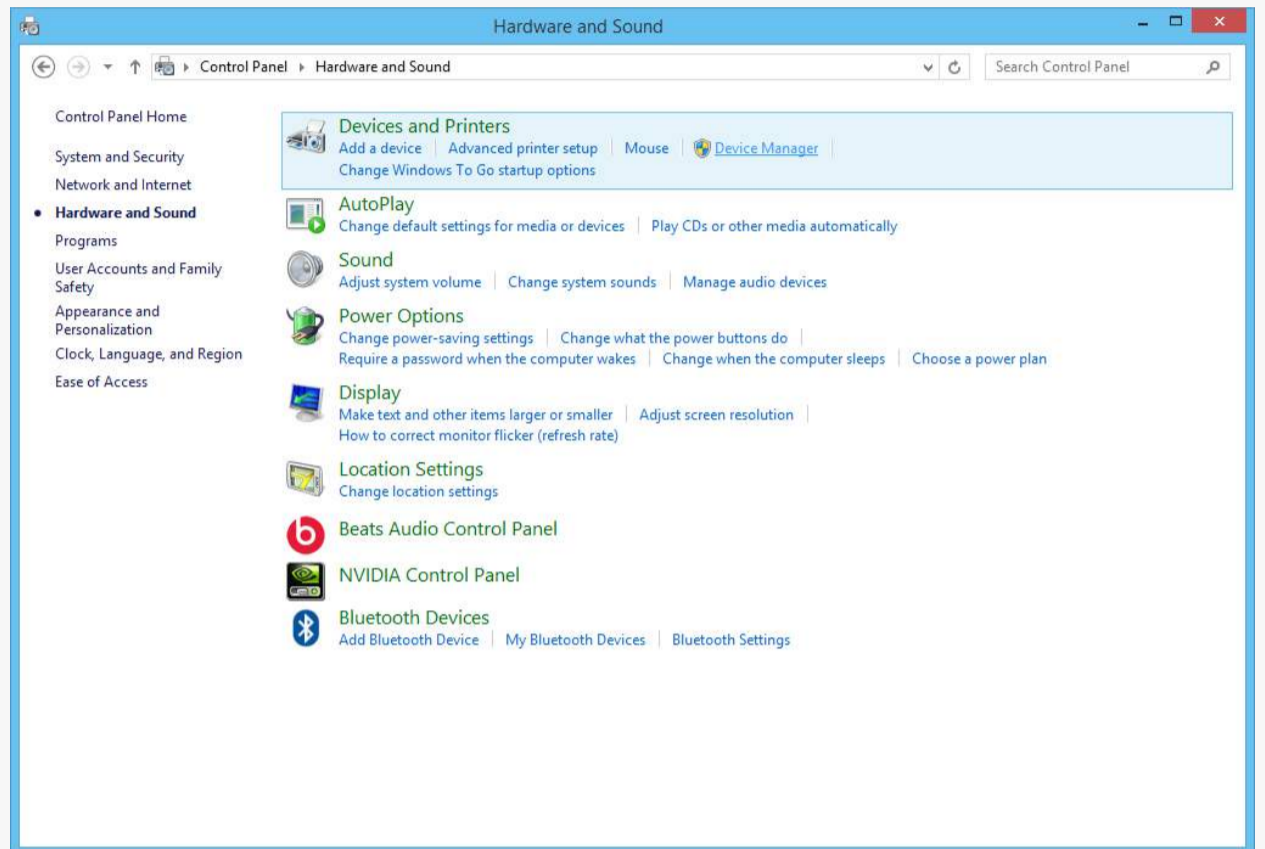 Hardware and Sound
Control Panel Hardware and Sound
Search Control Panel
Control Panel Home
System and Security
Network and Internet
Hardware and Sound
Programs
User Accounts and Family
Safety
Appearance and
Personalization
Clock, Language, and Region
Ease of Access
Devices and Printers
Add a device Advanced printer setup Mouse Device Manager
Change Windows To Go startup options
AutoPlay
Change default settings for media or devices Play CDs or other media automatically
Sound
Adjust system volume Change system sounds Manage audio devices
Power Options
Change power-saving settings Change what the power buttons do
Require a password when the computer wakes Change when the computer sleeps Choose a power plan
Display
Make text and other items larger or smaller Adjust screen resolution
How to correct monitor flicker (refresh rate)
Location Settings
Change location settings
Beats Audio Control Panel
NVIDIA Control Panel
Bluetooth Devices
Add Bluetooth Device My Bluetooth Devices Bluetooth Settings